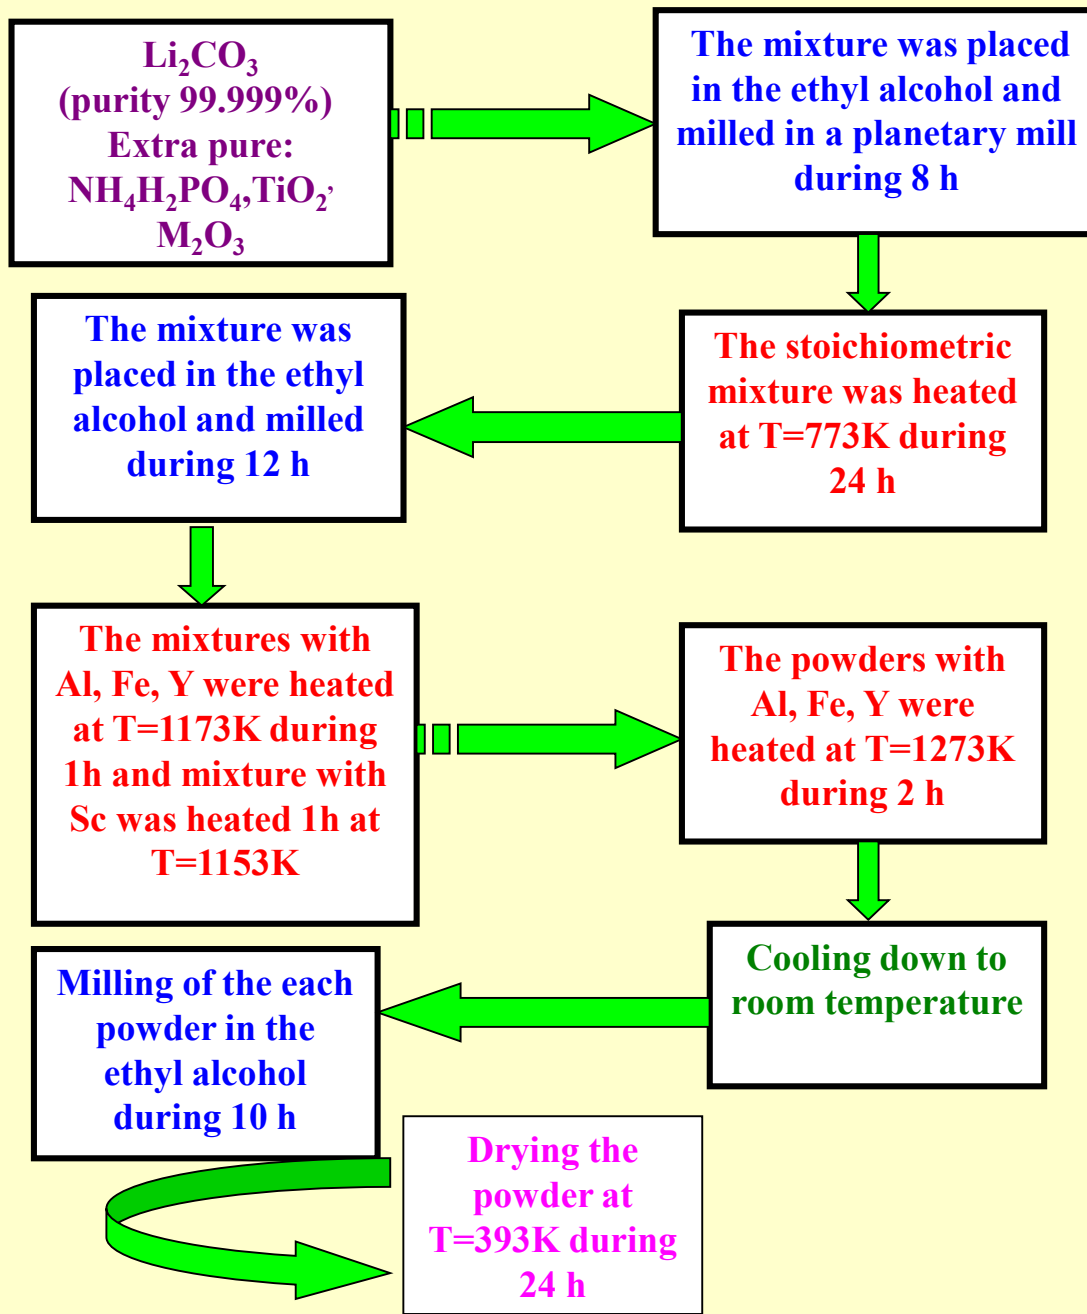 Li₂CO₃
(purity 99.999%)
Extra pure:
NH₄H₂PO₄,TiO₂,
M₂O₃
The mixture was placed
in the ethyl alcohol and
milled in a planetary mill
during 8 h
The stoichiometric
mixture was heated
at T=773K during
24 h
The mixture was
placed in the ethyl
alcohol and milled
during 12 h
The mixtures with
Al, Fe, Y were heated
at T=1173K during
1h and mixture with
Sc was heated 1h at
T=1153K
The powders with
Al, Fe, Y were
heated at T=1273K
during 2 h
Cooling down to
room temperature
Milling of the each
powder in the
ethyl alcohol
during 10 h
Drying the
powder at
T=393K during
24 h